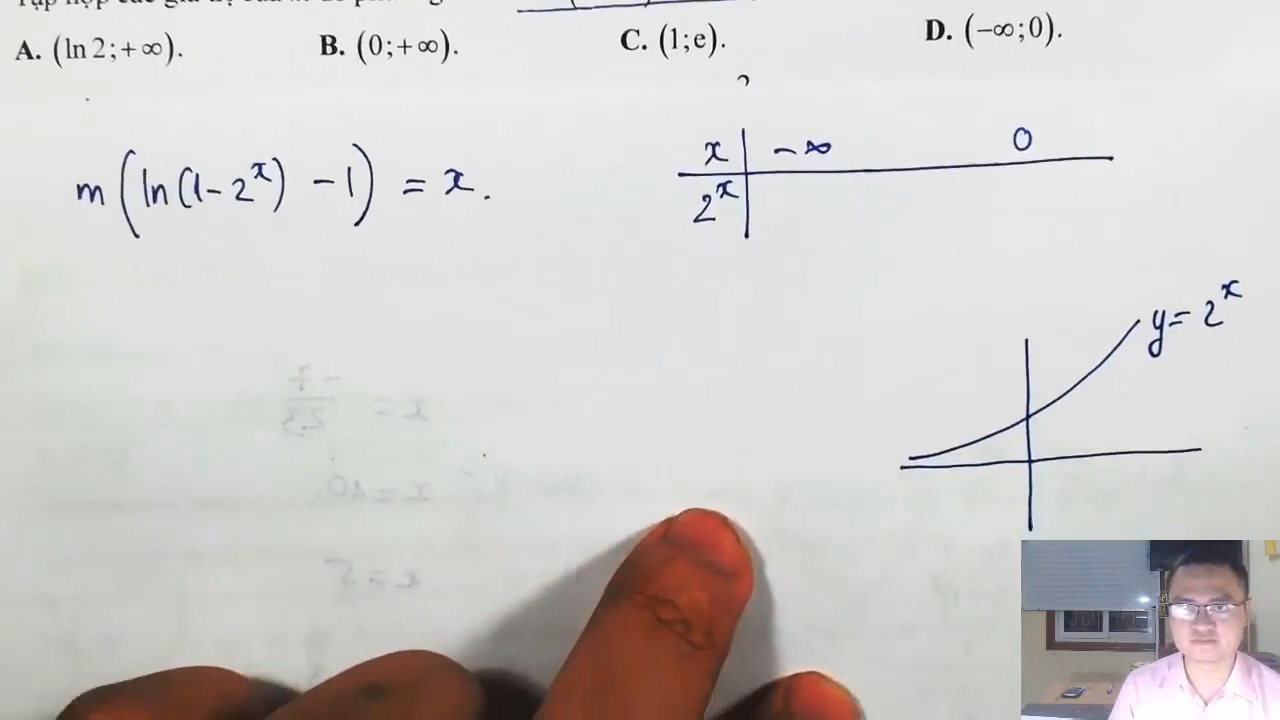 A. (ln 2;+∞). B. (0;+∞). C. (1;e). D. (−∞;0).
m(ln(1-2^x) -1) = x.
x -∞ 0
2^x
y=2^x